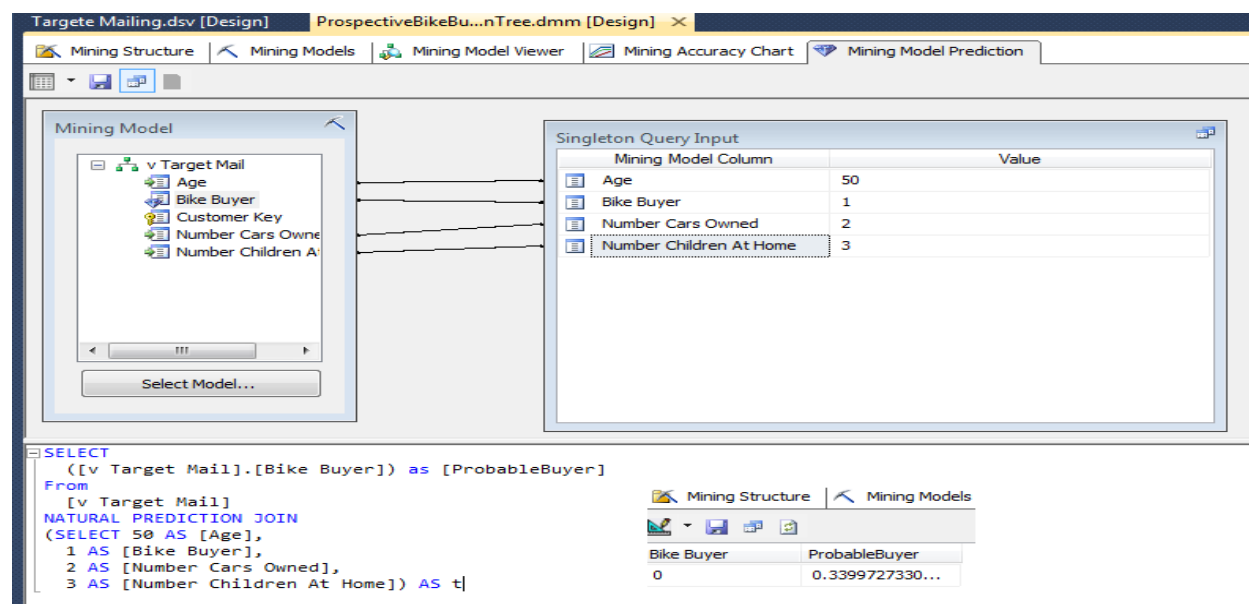 Targete Mailing.dsv [Design] ProspectiveBikeBu...nTree.dmm [Design]
Mining Structure Mining Models Mining Model Viewer Mining Accuracy Chart Mining Model Prediction
Mining Model
v Target Mail
Age
Bike Buyer
Customer Key
Number Cars Owne
Number Children A
Select Model...
Singleton Query Input
Mining Model Column Value
Age 50
Bike Buyer 1
Number Cars Owned 2
Number Children At Home 3
SELECT
([v Target Mail].[Bike Buyer]) as [ProbableBuyer]
From
[v Target Mail]
NATURAL PREDICTION JOIN
(SELECT 50 AS [Age],
1 AS [Bike Buyer],
2 AS [Number Cars Owned],
3 AS [Number Children At Home]) AS t
Mining Structure Mining Models
Bike Buyer ProbableBuyer
0 0.3399727330...